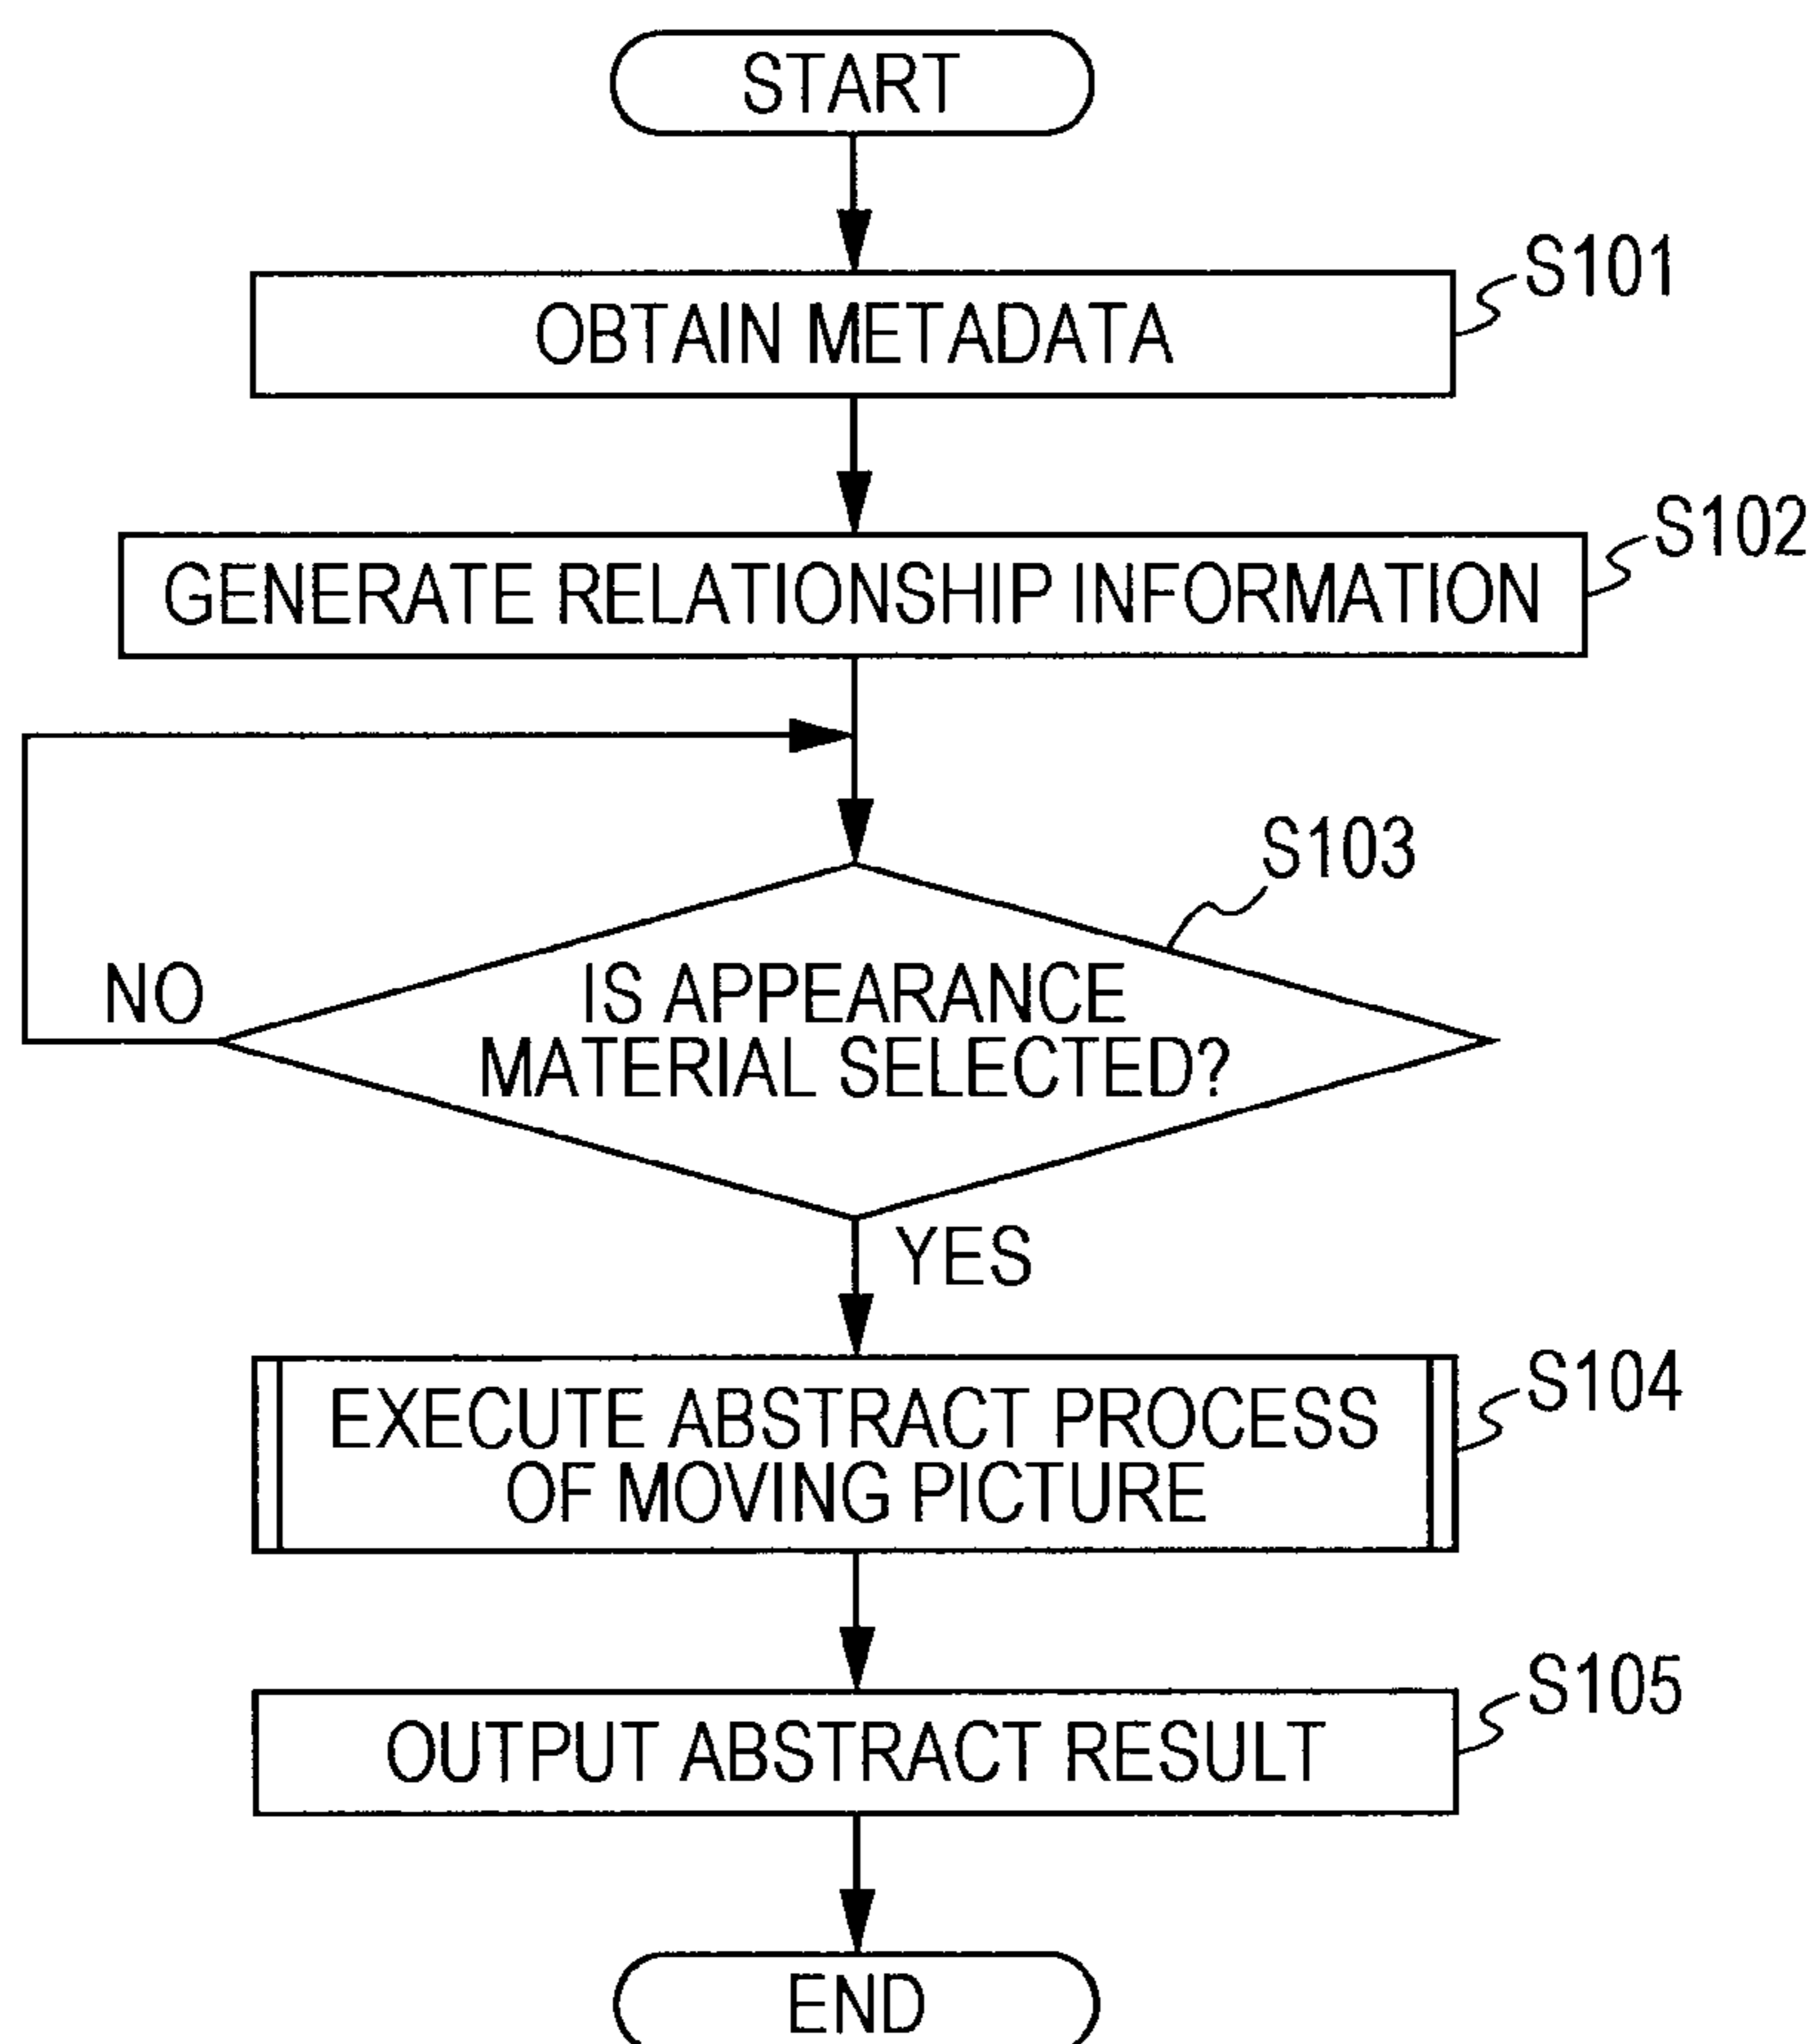 START
S101
OBTAIN METADATA
S102
GENERATE RELATIONSHIP INFORMATION
S103
NO
IS APPEARANCE
MATERIAL SELECTED?
YES
S104
EXECUTE ABSTRACT PROCESS
OF MOVING PICTURE
S105
OUTPUT ABSTRACT RESULT
END